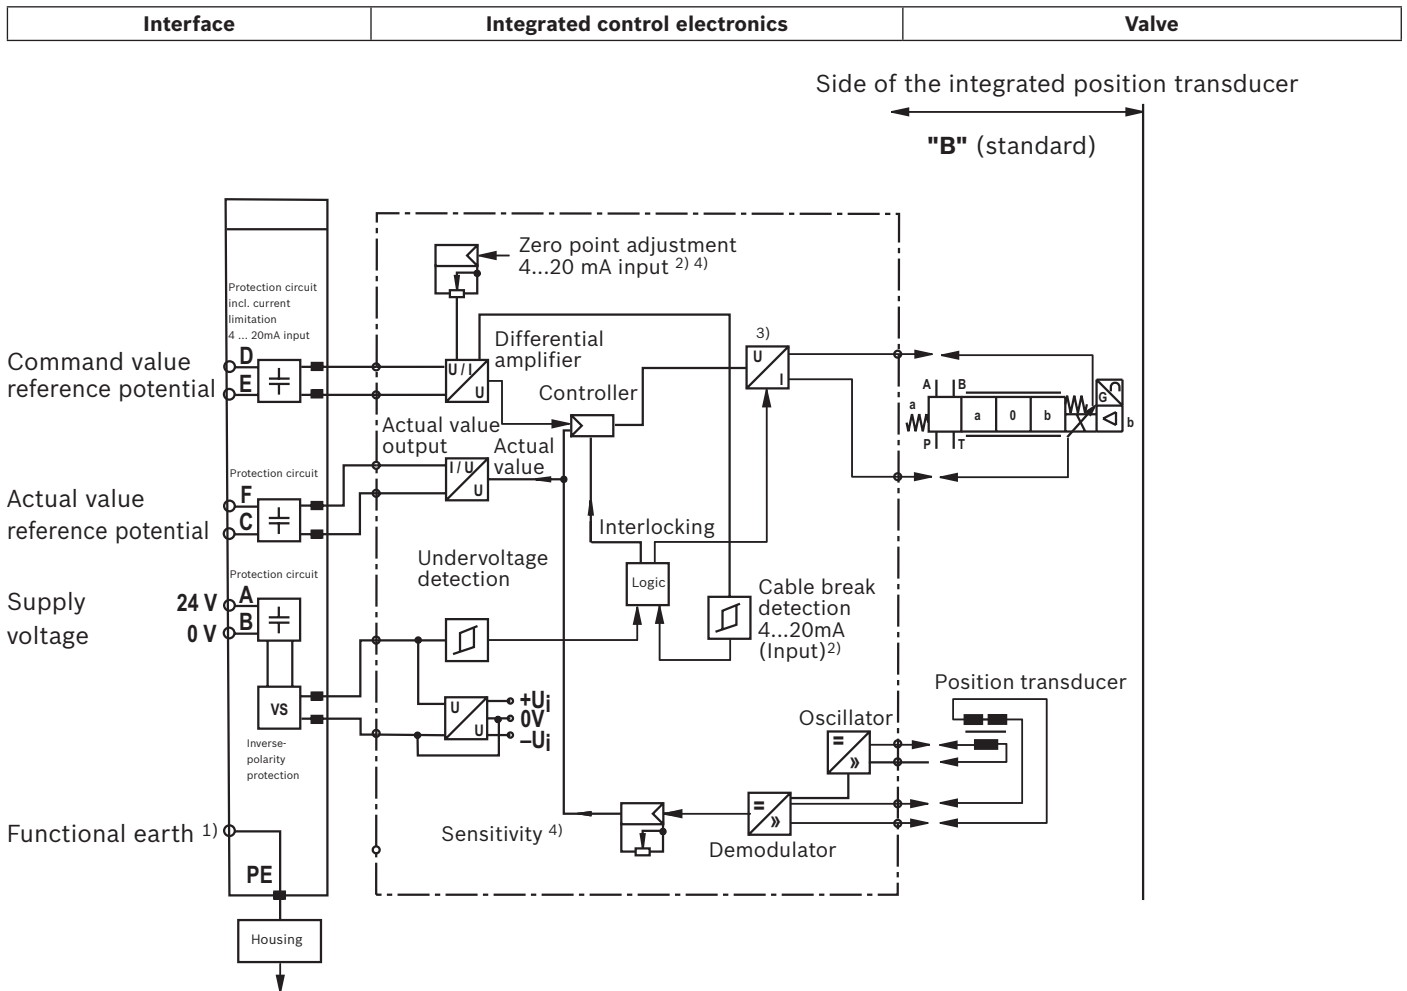 Interface
Integrated control electronics
Valve
Side of the integrated position transducer
"B" (standard)
Zero point adjustment
4...20 mA input 2) 4)
Protection circuit
incl. current
limitation
4 ... 20mA input
Differential
amplifier
3)
U / I
U
U
I
Command value
reference potential
D
E
Controller
A
B
a
a
0
b
G
b
P
T
Actual value
output
Actual
value
I / U
U
Protection circuit
Actual value
reference potential
F
C
Interlocking
Undervoltage
detection
Logic
Cable break
detection
4...20mA
(Input)2)
Protection circuit
Supply
voltage
24 V
0 V
A
B
VS
Inverse-
polarity
protection
U
U
+Ui
0V
–Ui
Position transducer
Oscillator
=
»
=
»
Sensitivity 4)
Demodulator
Functional earth 1)
PE
Housing